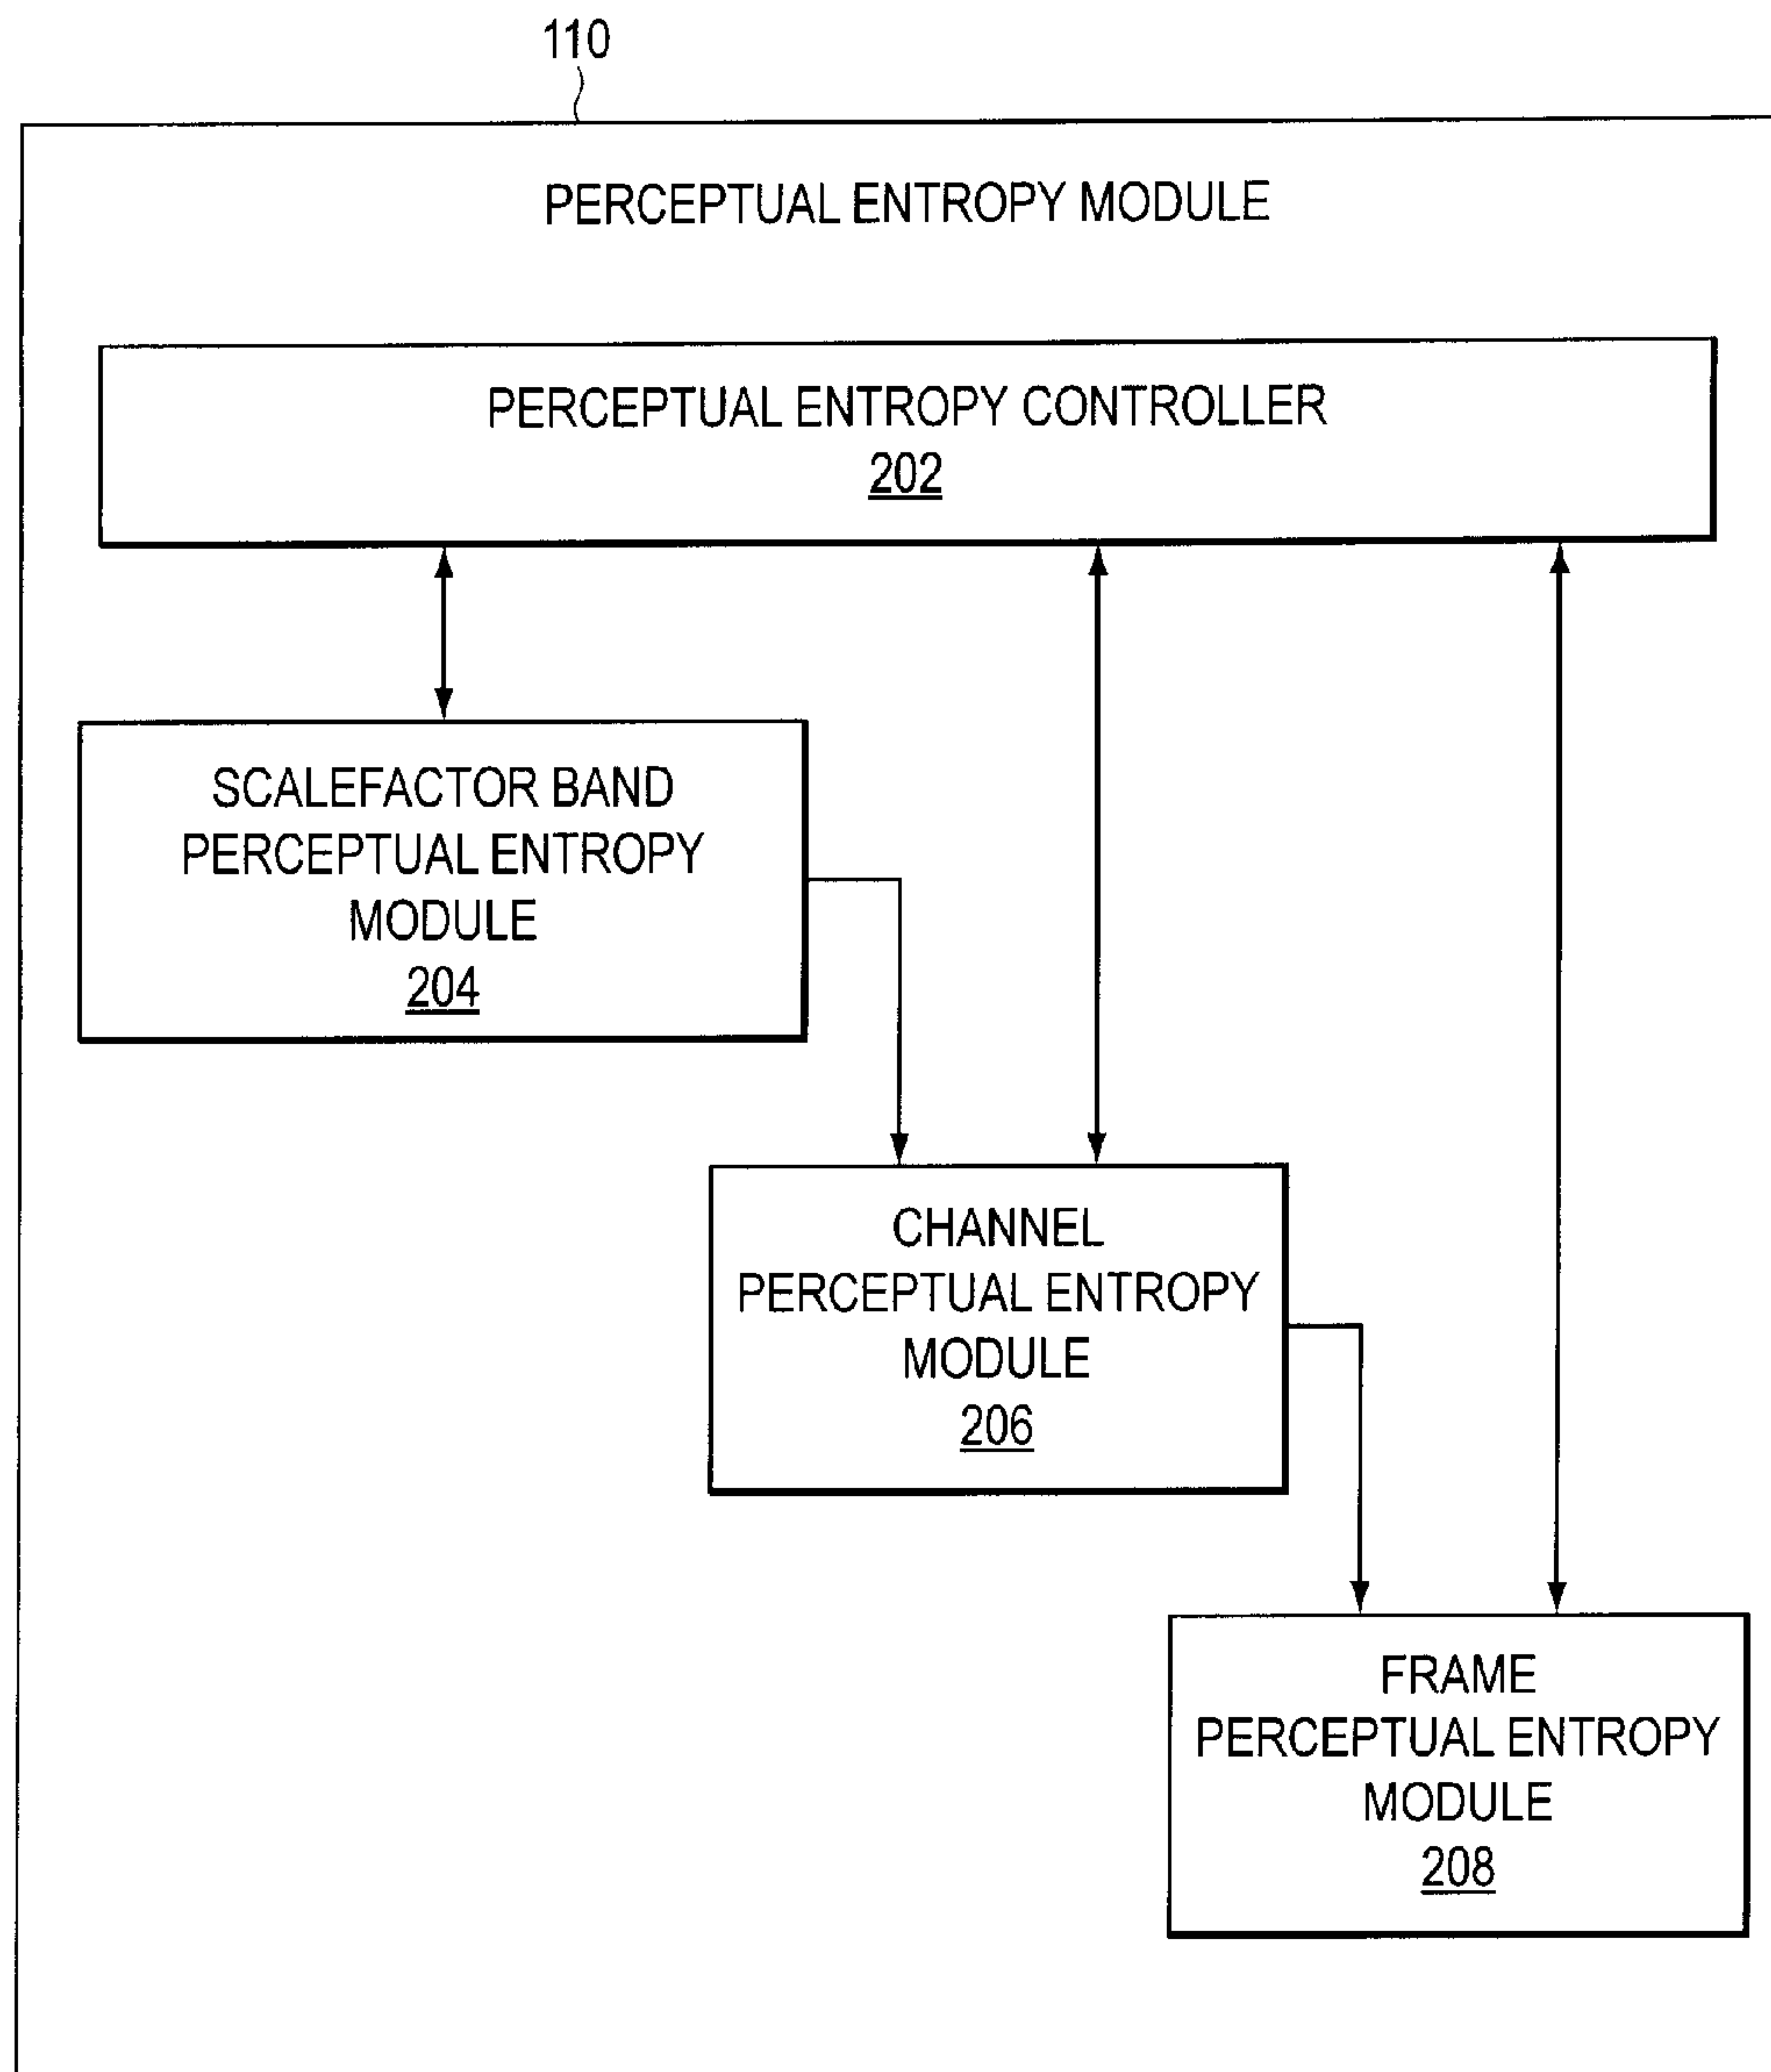 110
PERCEPTUAL ENTROPY MODULE
PERCEPTUAL ENTROPY CONTROLLER
202
SCALEFACTOR BAND
PERCEPTUAL ENTROPY
MODULE
204
CHANNEL
PERCEPTUAL ENTROPY
MODULE
206
FRAME
PERCEPTUAL ENTROPY
MODULE
208